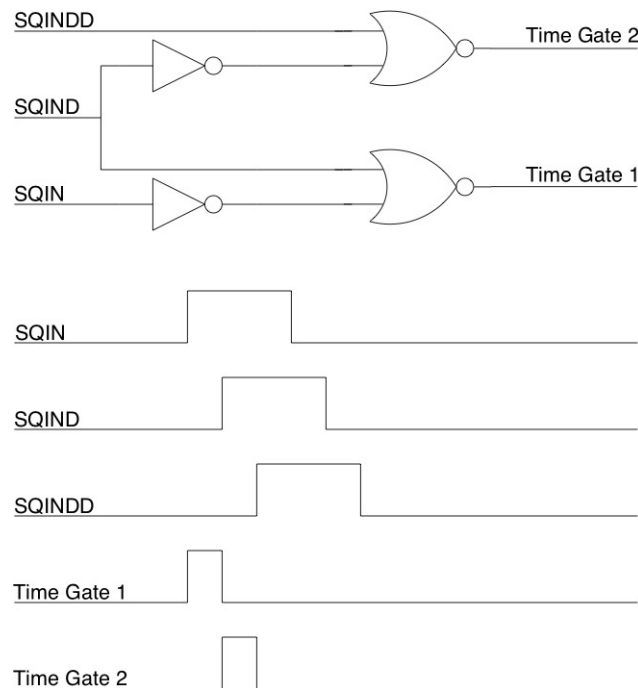 SQINDD
Time Gate 2
SQIND
Time Gate 1
SQIN
SQIN
SQIND
SQINDD
Time Gate 1
Time Gate 2